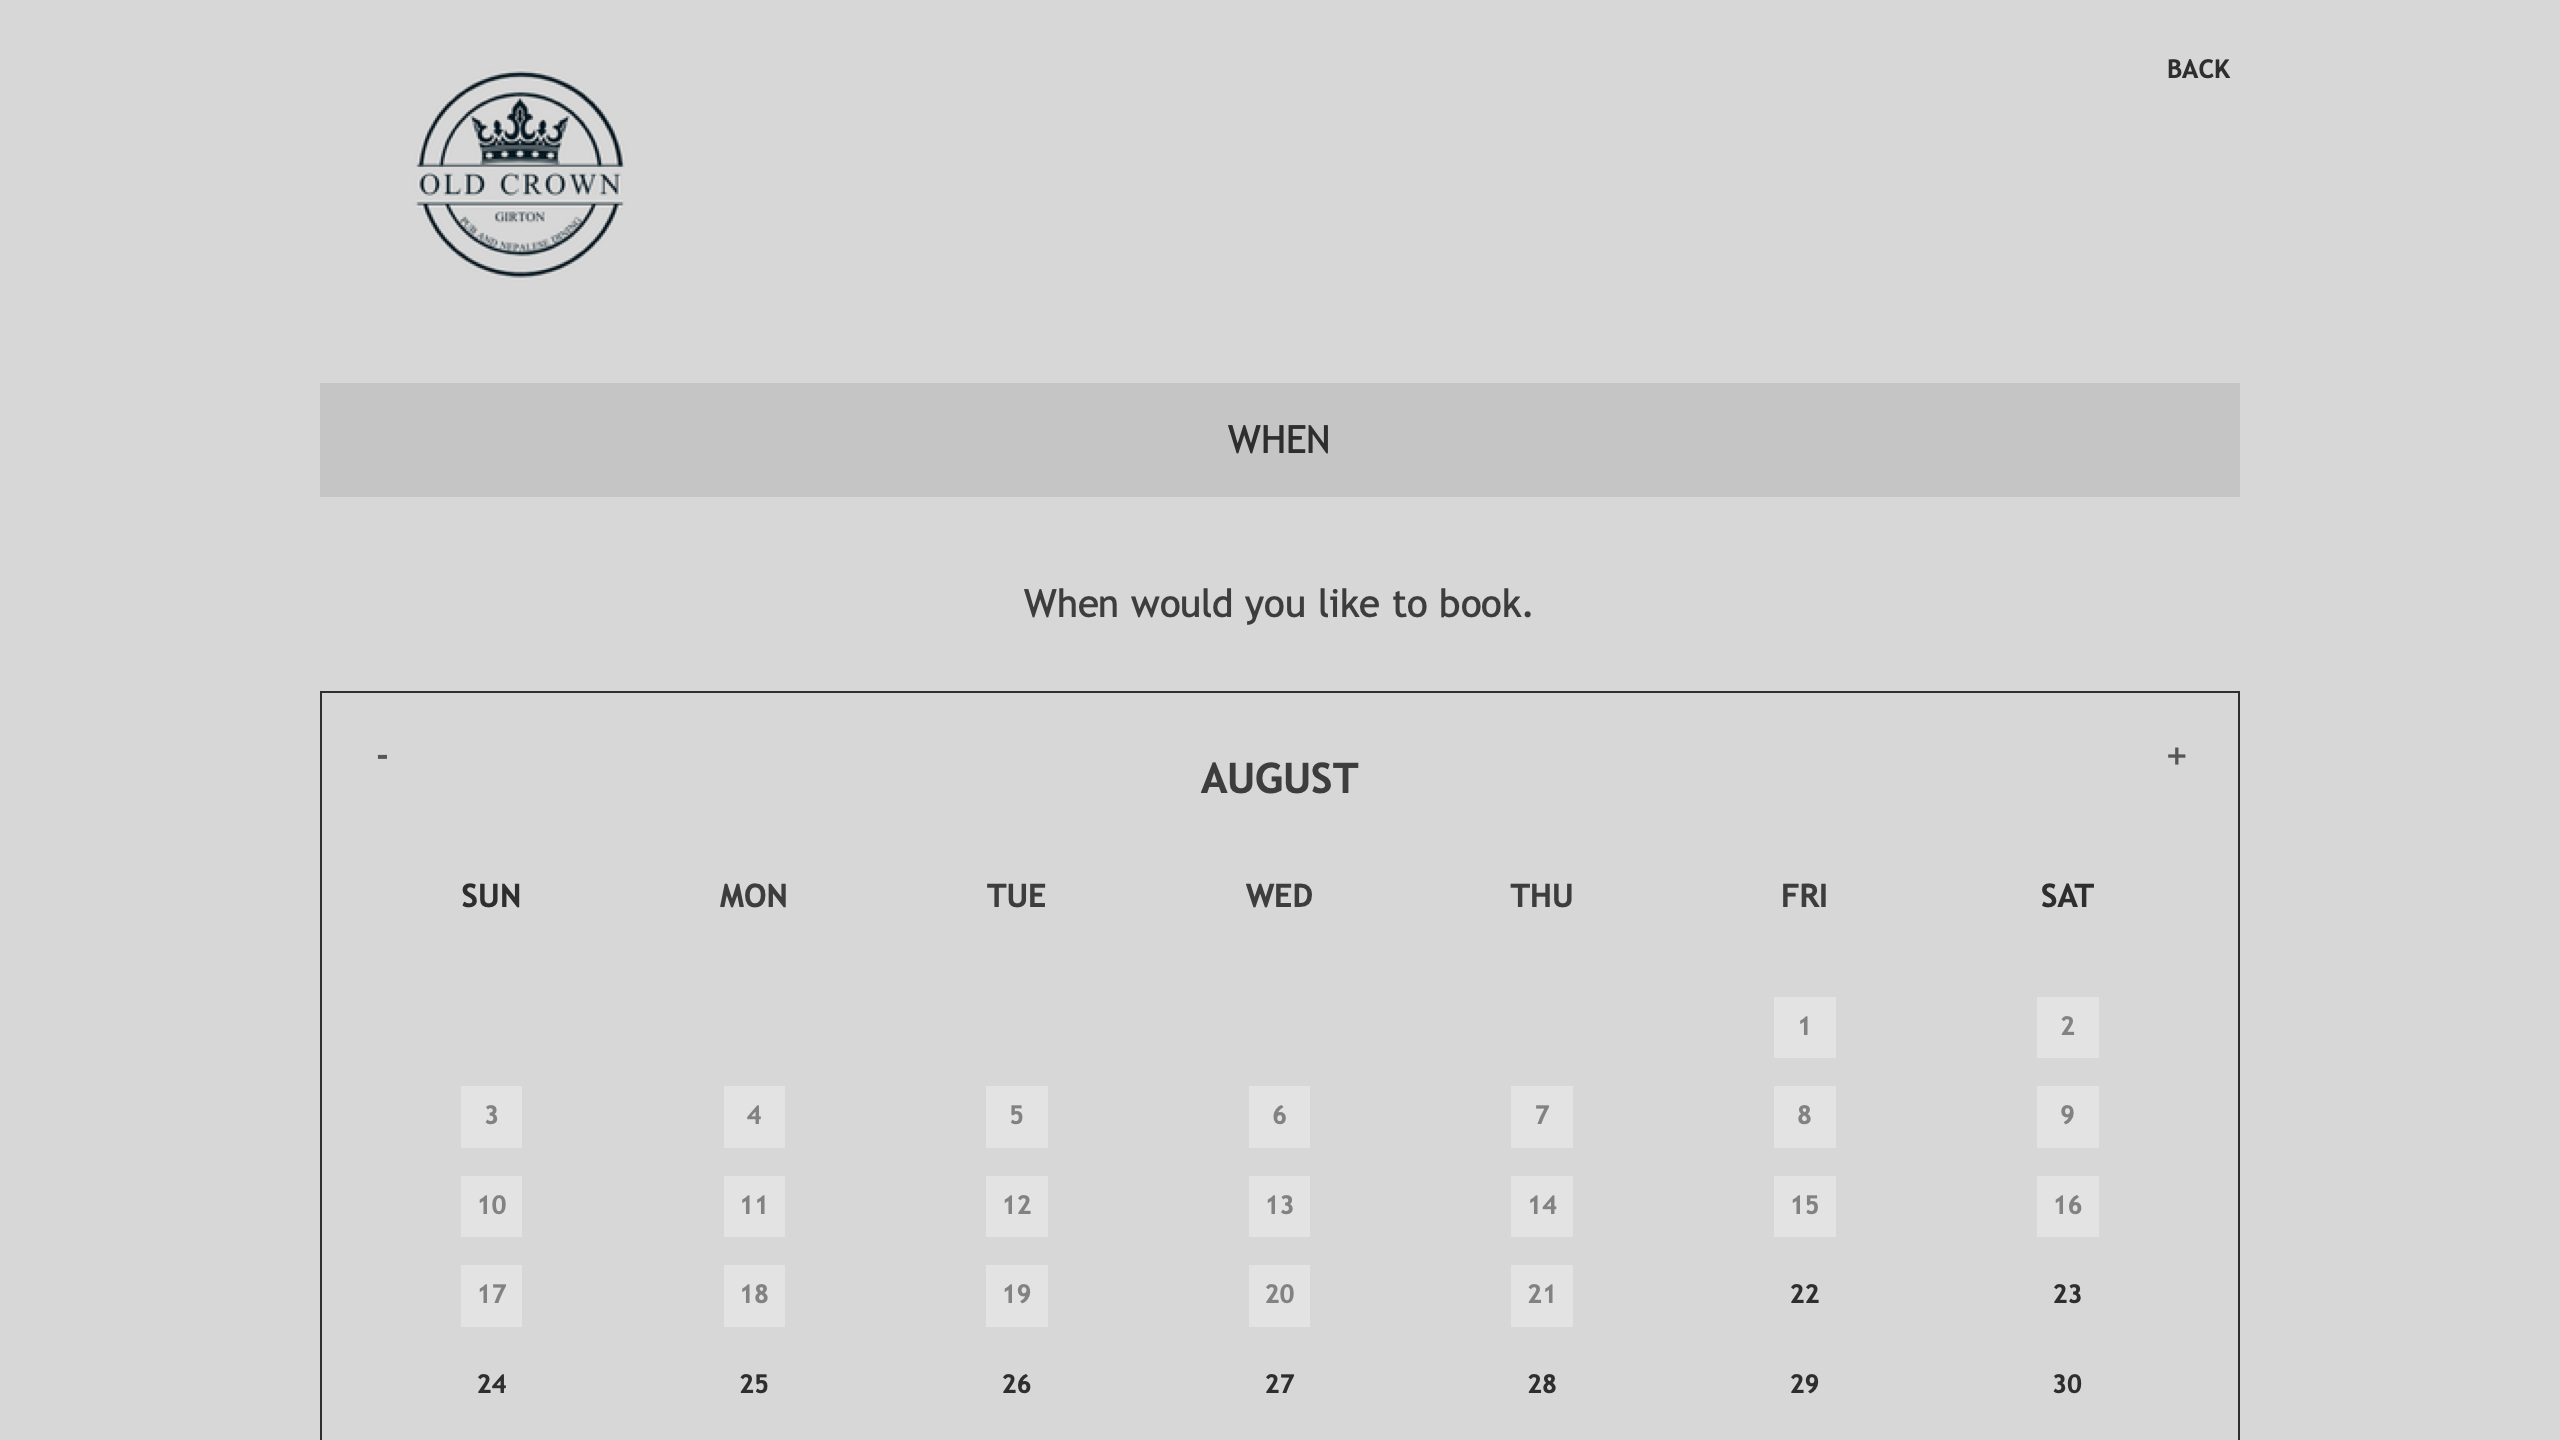 BACK
OLD CROWN
GIRTON
PUB AND NEPALESE DINING
WHEN
When would you like to book.
-
AUGUST
+
SUN MON TUE WED THU FRI SAT
1 2
3 4 5 6 7 8 9
10 11 12 13 14 15 16
17 18 19 20 21 22 23
24 25 26 27 28 29 30